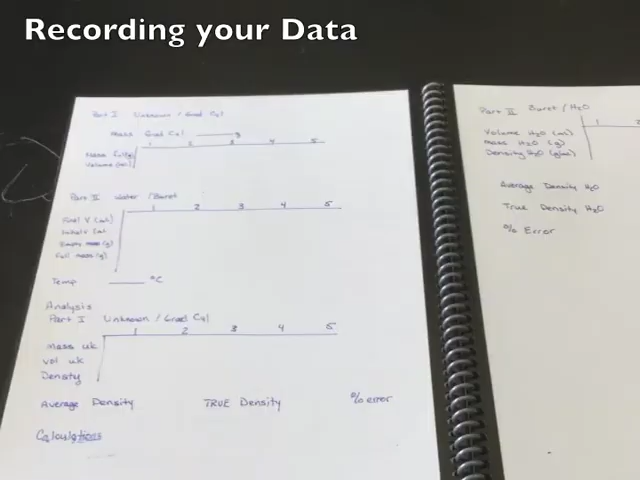 Recording your Data
Part I Unknown / Grad Cyl
Mass Grad Cyl ____ g
1 2 3 4 5
Mass Full(g)
Volume (mL)
Part II Water / Buret
1 2 3 4 5
Final V (mL)
Initial V (mL
Empty mass (g)
Full mass (g)
Temp ____ °C
Analysis
Part I Unknown / Grad Cyl
1 2 3 4 5
Mass uk
Vol uk
Density
Average Density TRUE Density % error
Calculations
Part II Buret / H2O
1 2
Volume H2O (mL)
mass H2O (g)
Density H2O (g/mL)
Average Density H2O
True Density H2O
% Error